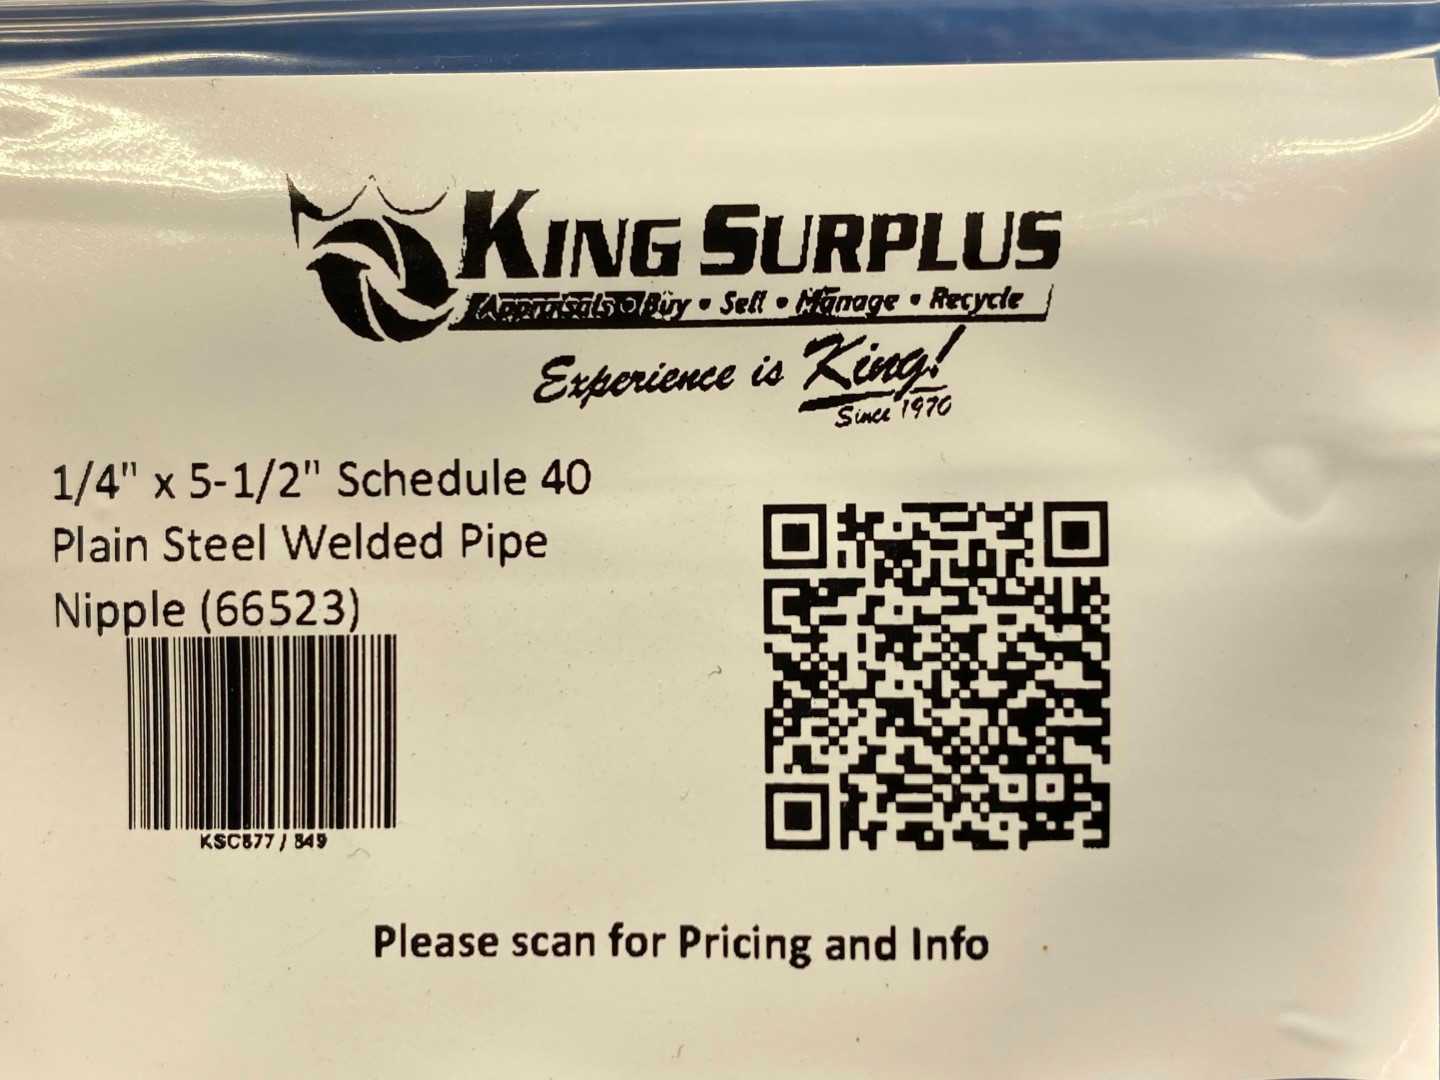 KING SURPLUS
Appraisals • Buy • Sell • Manage • Recycle
Experience is King!
Since 1970
1/4" x 5-1/2" Schedule 40
Plain Steel Welded Pipe
Nipple (66523)
KSC877 / 849
Please scan for Pricing and Info